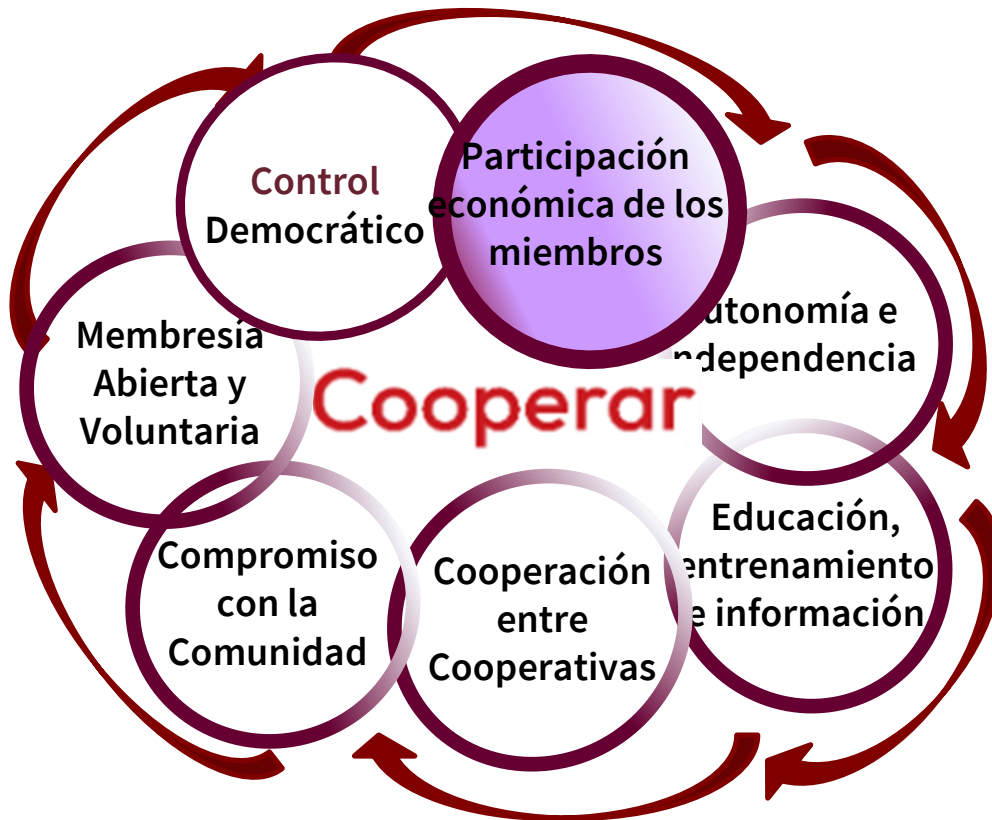 Control
Democrático
Participación
económica de los
miembros
utonomía e
ndependencia
Membresía
Abierta y
Voluntaria
Cooperar
Educación,
entrenamiento
e información
Compromiso
con la
Comunidad
Cooperación
entre
Cooperativas